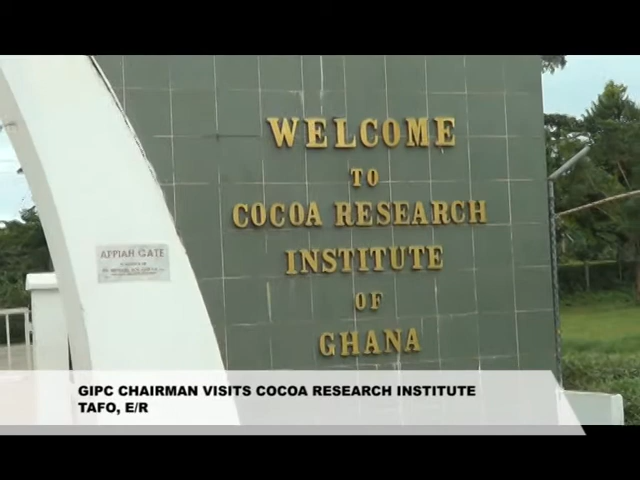 WELCOME
TO
COCOA RESEARCH
INSTITUTE
OF
GHANA
APPIAH GATE
GIPC CHAIRMAN VISITS COCOA RESEARCH INSTITUTE
TAFO, E/R